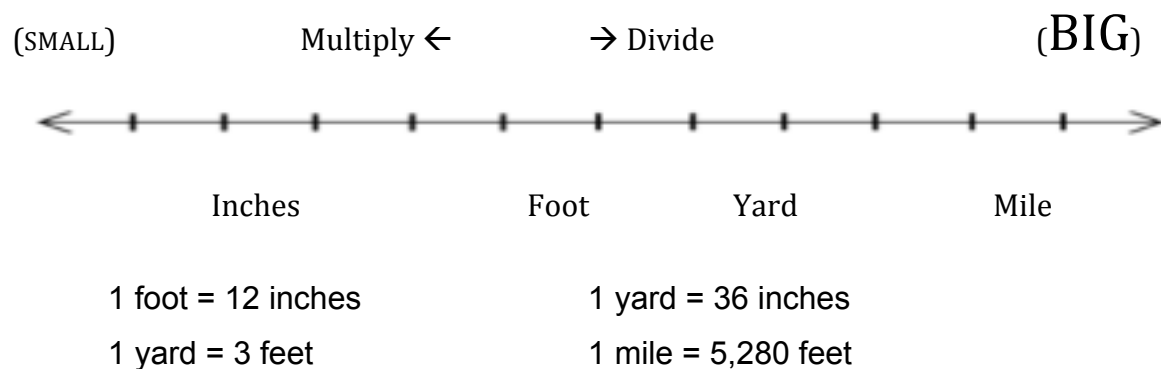 (SMALL) Multiply ← → Divide (BIG)
Inches Foot Yard Mile
1 foot = 12 inches 1 yard = 36 inches
1 yard = 3 feet 1 mile = 5,280 feet